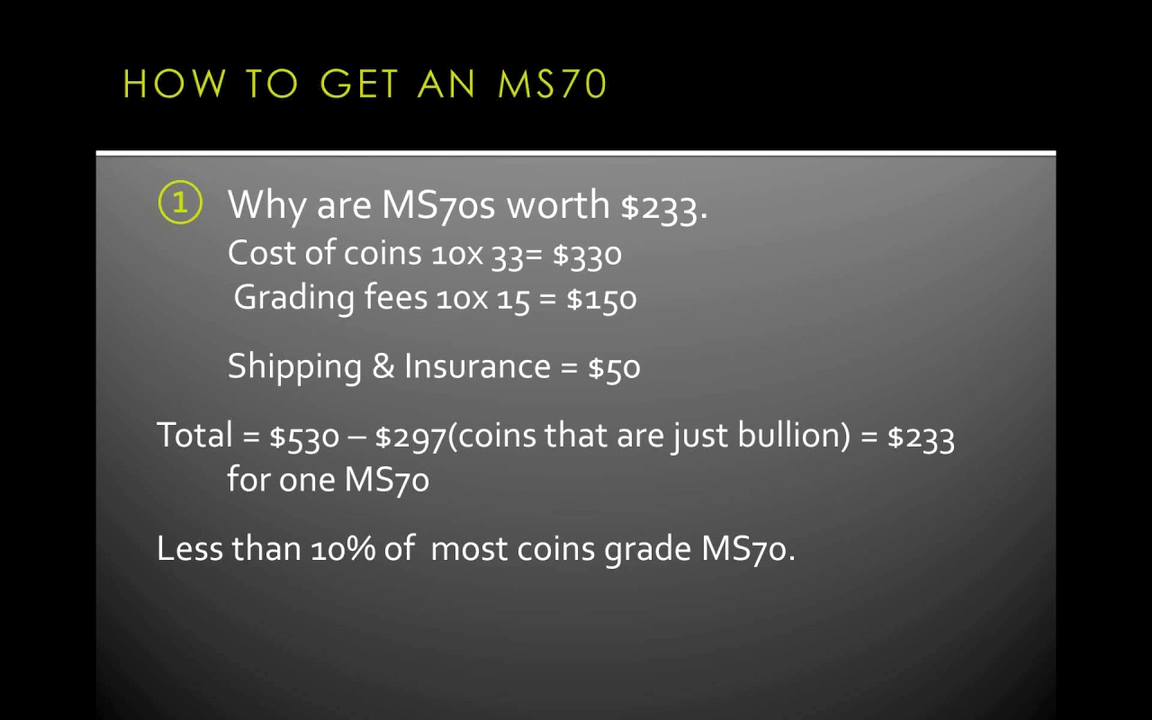 HOW TO GET AN MS70
1 Why are MS70s worth $233.
Cost of coins 10x 33= $330
Grading fees 10x 15 = $150
Shipping & Insurance = $50
Total = $530 – $297(coins that are just bullion) = $233
for one MS70
Less than 10% of  most coins grade MS70.